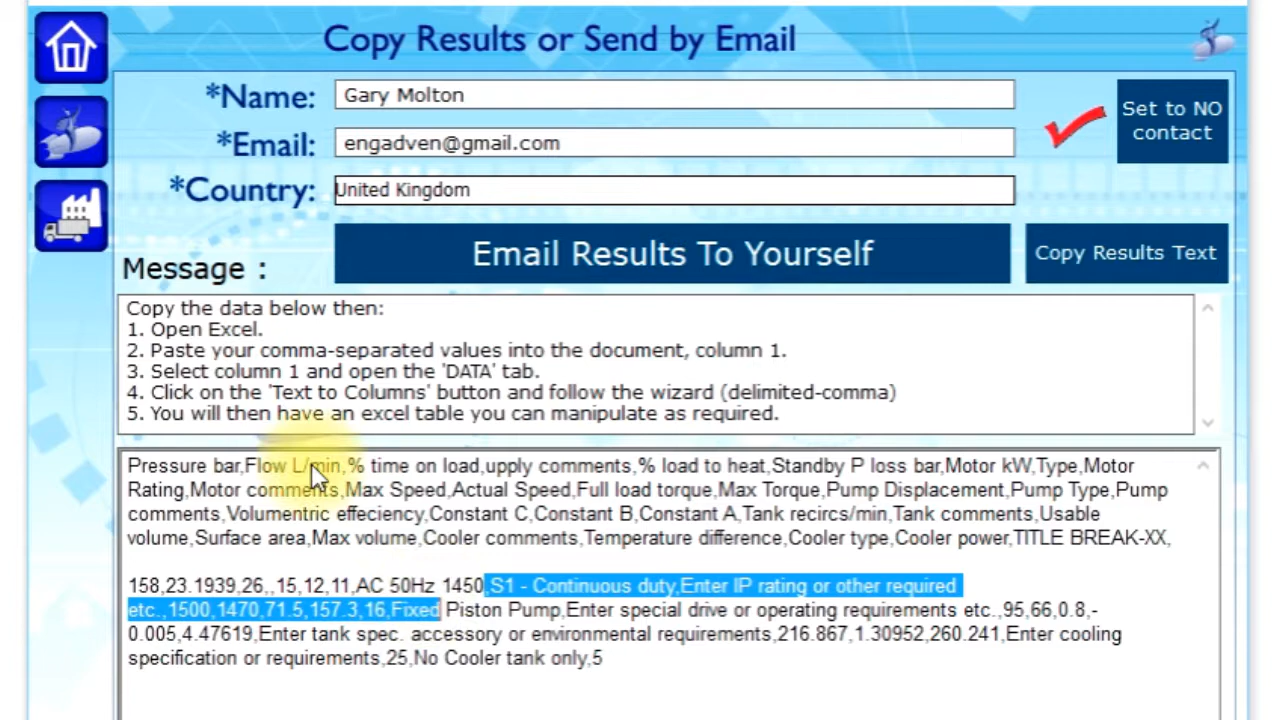 Copy Results or Send by Email
*Name:
Gary Molton
Set to NO
contact
*Email:
engadven@gmail.com
*Country:
United Kingdom
Email Results To Yourself
Copy Results Text
Message :
Copy the data below then:
1. Open Excel.
2. Paste your comma-separated values into the document, column 1.
3. Select column 1 and open the 'DATA' tab.
4. Click on the 'Text to Columns' button and follow the wizard (delimited-comma)
5. You will then have an excel table you can manipulate as required.
Pressure bar,Flow L/min,% time on load,upply comments,% load to heat,Standby P loss bar,Motor kW,Type,Motor
Rating,Motor comments,Max Speed,Actual Speed,Full load torque,Max Torque,Pump Displacement,Pump Type,Pump
comments,Volumentric effeciency,Constant C,Constant B,Constant A,Tank recircs/min,Tank comments,Usable
volume,Surface area,Max volume,Cooler comments,Temperature difference,Cooler type,Cooler power,TITLE BREAK-XX,
158,23.1939,26,,15,12,11,AC 50Hz 1450,S1 - Continuous duty,Enter IP rating or other required
etc.,1500,1470,71.5,157.3,16,Fixed Piston Pump,Enter special drive or operating requirements etc.,95,66,0.8,-
0.005,4.47619,Enter tank spec. accessory or environmental requirements,216.867,1.30952,260.241,Enter cooling
specification or requirements,25,No Cooler tank only,5